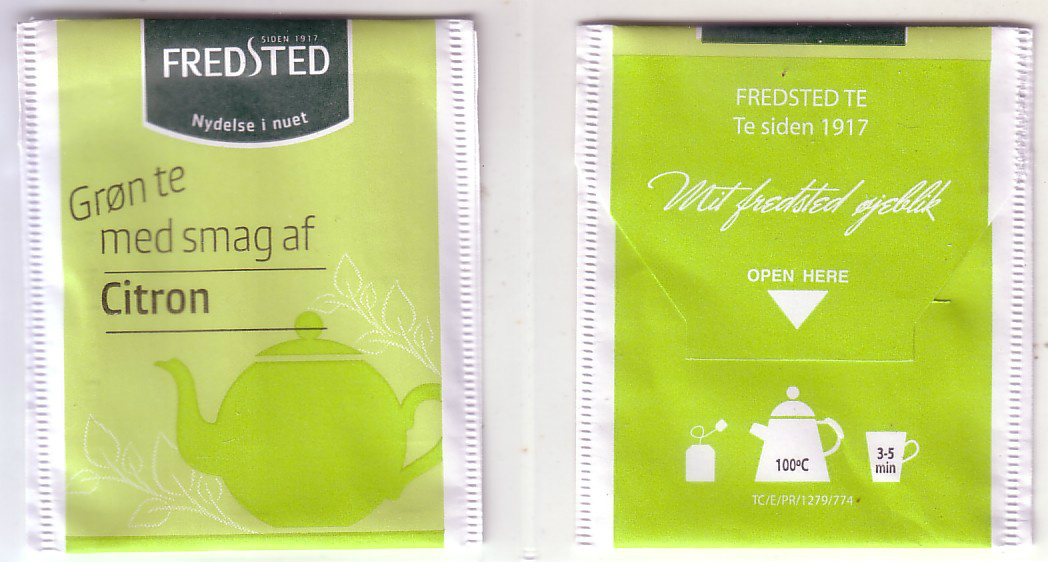 SIDEN 1917
FREDSTED
Nydelse i nuet
Grøn te
med smag af
Citron
FREDSTED TE
Te siden 1917
Mit fredsted øjeblik
OPEN HERE
100ºC
3-5
min
TC/E/PR/1279/774